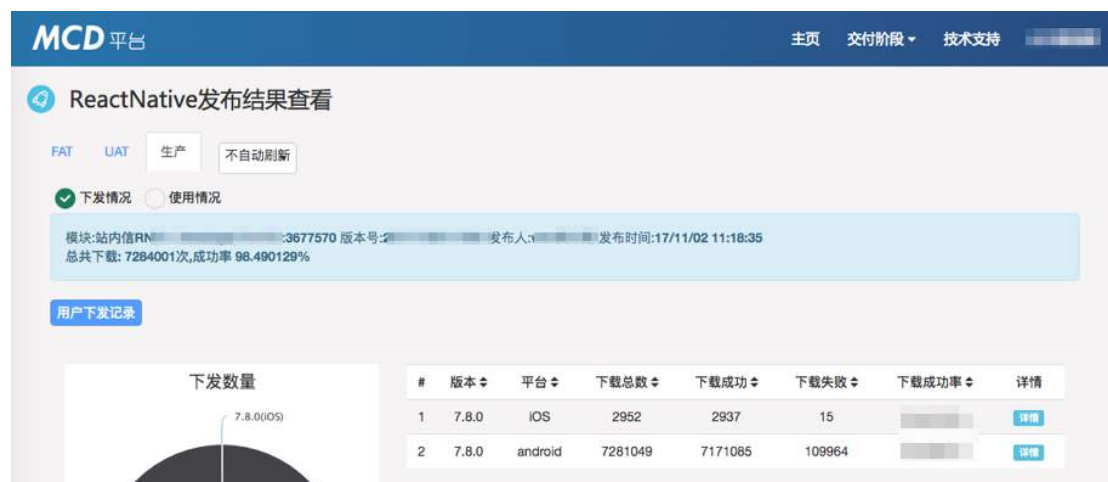 MCD平台
主页 交付阶段 技术支持
ReactNative发布结果查看
FAT UAT 生产 不自动刷新
下发情况 使用情况
模块:站内信RN :3677570 版本号:2 发布人: 发布时间:17/11/02 11:18:35
总共下载: 7284001次,成功率 98.490129%
用户下发记录
下发数量
7.8.0(iOS)
# 版本 平台 下载总数 下载成功 下载失败 下载成功率 详情
1 7.8.0 iOS 2952 2937 15 详情
2 7.8.0 android 7281049 7171085 109964 详情